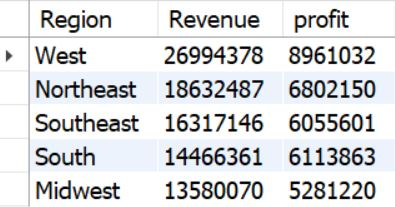 Region Revenue profit
West 26994378 8961032
Northeast 18632487 6802150
Southeast 16317146 6055601
South 14466361 6113863
Midwest 13580070 5281220